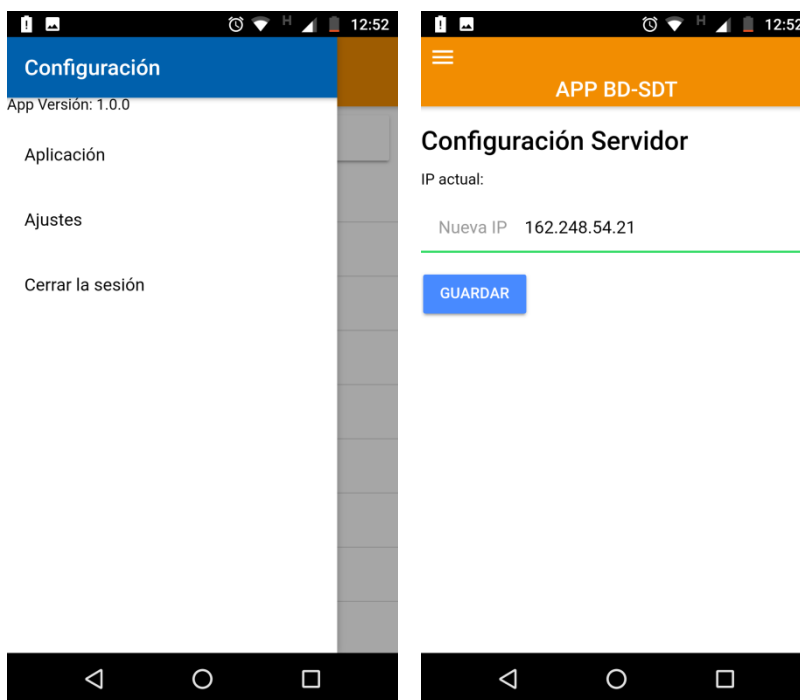 12:52
Configuración
App Versión: 1.0.0
Aplicación
Ajustes
Cerrar la sesión
H 12:52
APP BD-SDT
Configuración Servidor
IP actual:
Nueva IP 162.248.54.21
GUARDAR